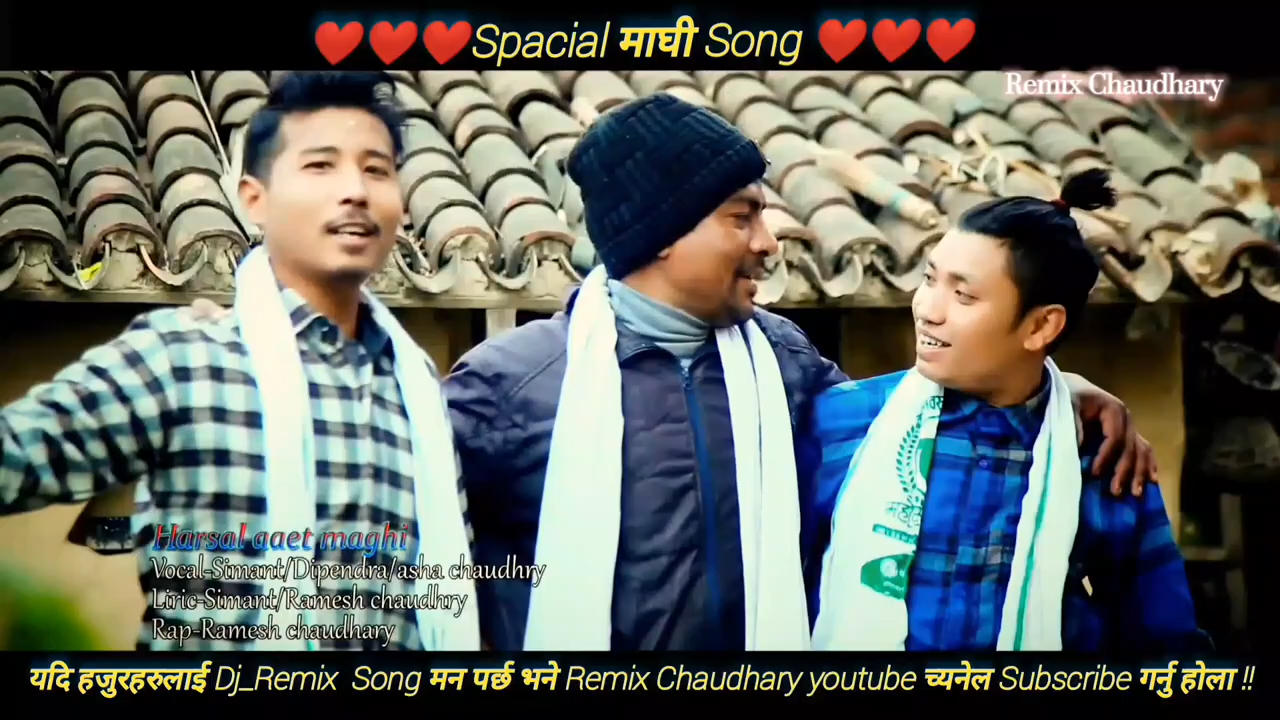 ❤️❤️❤️Spacial माघी Song ❤️❤️❤️
Remix Chaudhary
Harsal aaet maghi
Vocal-Simant/Dipendra/asha chaudhry
Liric-Simant/Ramesh chaudhry
Rap-Ramesh chaudhary
यदि हजुरहरुलाई Dj_Remix Song मन पर्छ भने Remix Chaudhary youtube च्यनेल Subscribe गर्नु होला !!